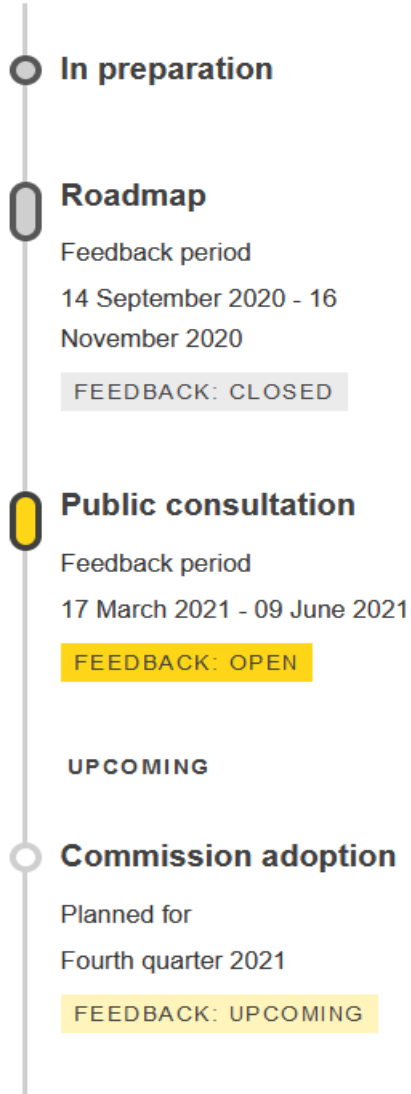 In preparation
Roadmap
Feedback period
14 September 2020 - 16
November 2020
FEEDBACK: CLOSED
Public consultation
Feedback period
17 March 2021 - 09 June 2021
FEEDBACK: OPEN
UPCOMING
Commission adoption
Planned for
Fourth quarter 2021
FEEDBACK: UPCOMING